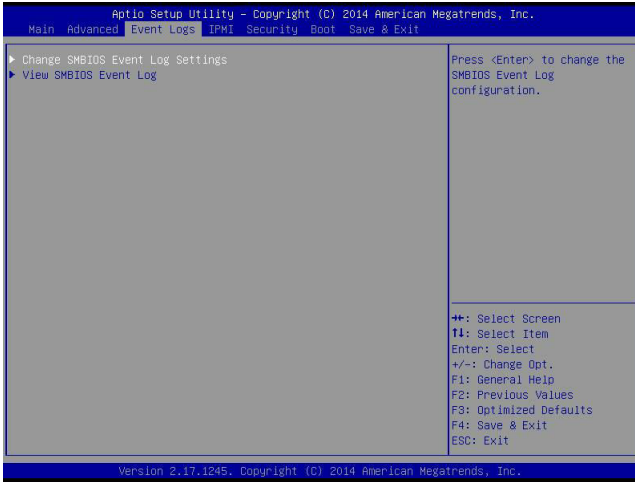 Aptio Setup Utility - Copyright (C) 2014 American Megatrends, Inc.
Main Advanced Event Logs IPMI Security Boot Save & Exit
Change SMBIOS Event Log Settings
View SMBIOS Event Log
Press <Enter> to change the
SMBIOS Event Log
configuration.
→←: Select Screen
↑↓: Select Item
Enter: Select
+/-: Change Opt.
F1: General Help
F2: Previous Values
F3: Optimized Defaults
F4: Save & Exit
ESC: Exit
Version 2.17.1245. Copyright (C) 2014 American Megatrends, Inc.